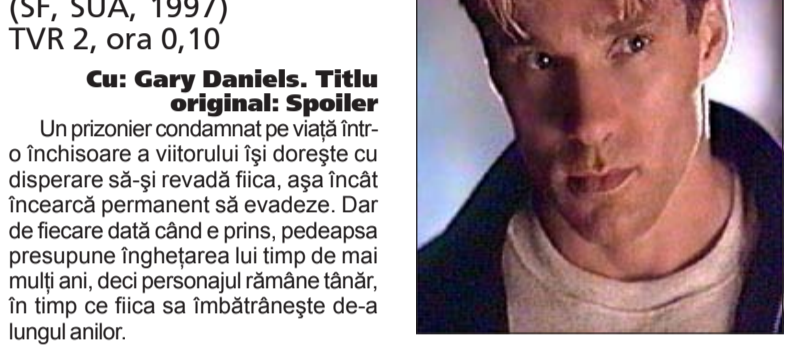 (SF, SUA, 1997)
TVR 2, ora 0,10
Cu: Gary Daniels. Titlu
original: Spoiler
Un prizonier condamnat pe viaţă într-
o închisoare a viitorului îşi doreşte cu
disperare să-şi revadă fiica, aşa încât
încearcă permanent să evadeze. Dar
de fiecare dată când e prins, pedeapsa
presupune îngheţarea lui timp de mai
mulţi ani, deci personajul rămâne tânăr,
în timp ce fiica sa îmbătrâneşte de-a
lungul anilor.